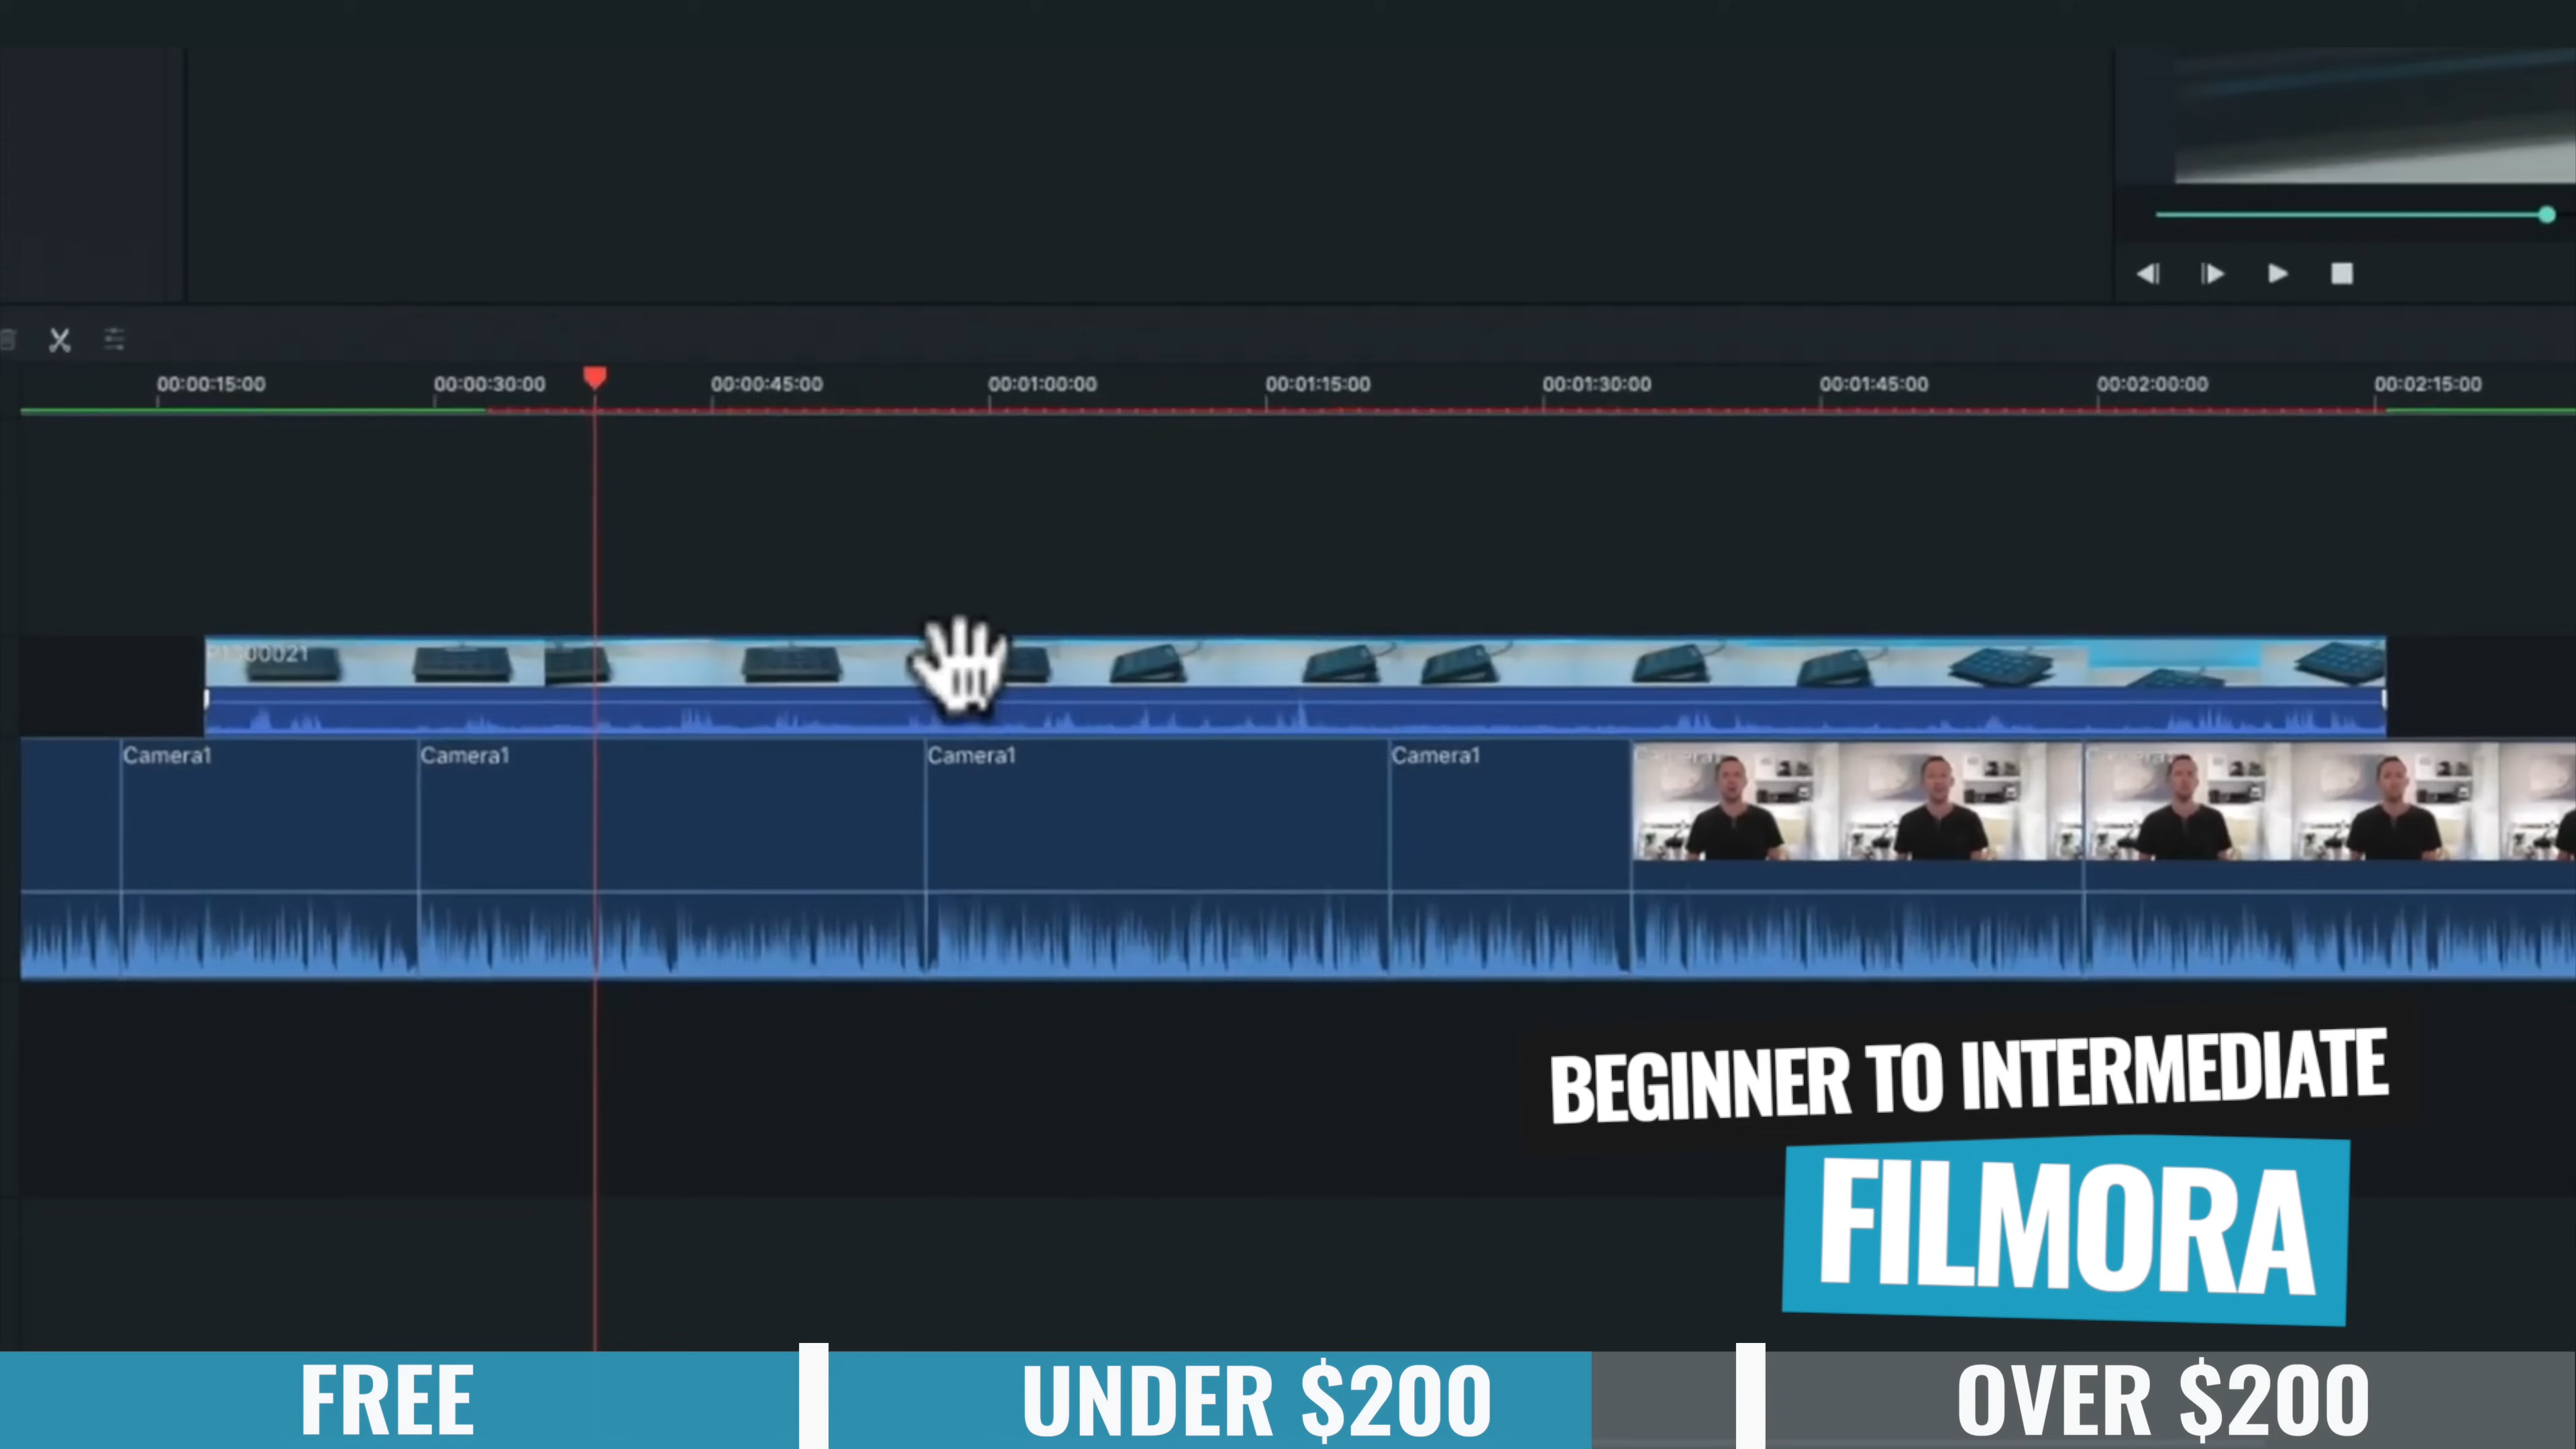 00:00:15:00 00:00:30:00 00:00:45:00 00:01:00:00 00:01:15:00 00:01:30:00 00:01:45:00 00:02:00:00 00:02:15:00
Camera1 Camera1 Camera1 Camera1
BEGINNER TO INTERMEDIATE
FILMORA
FREE UNDER $200 OVER $200